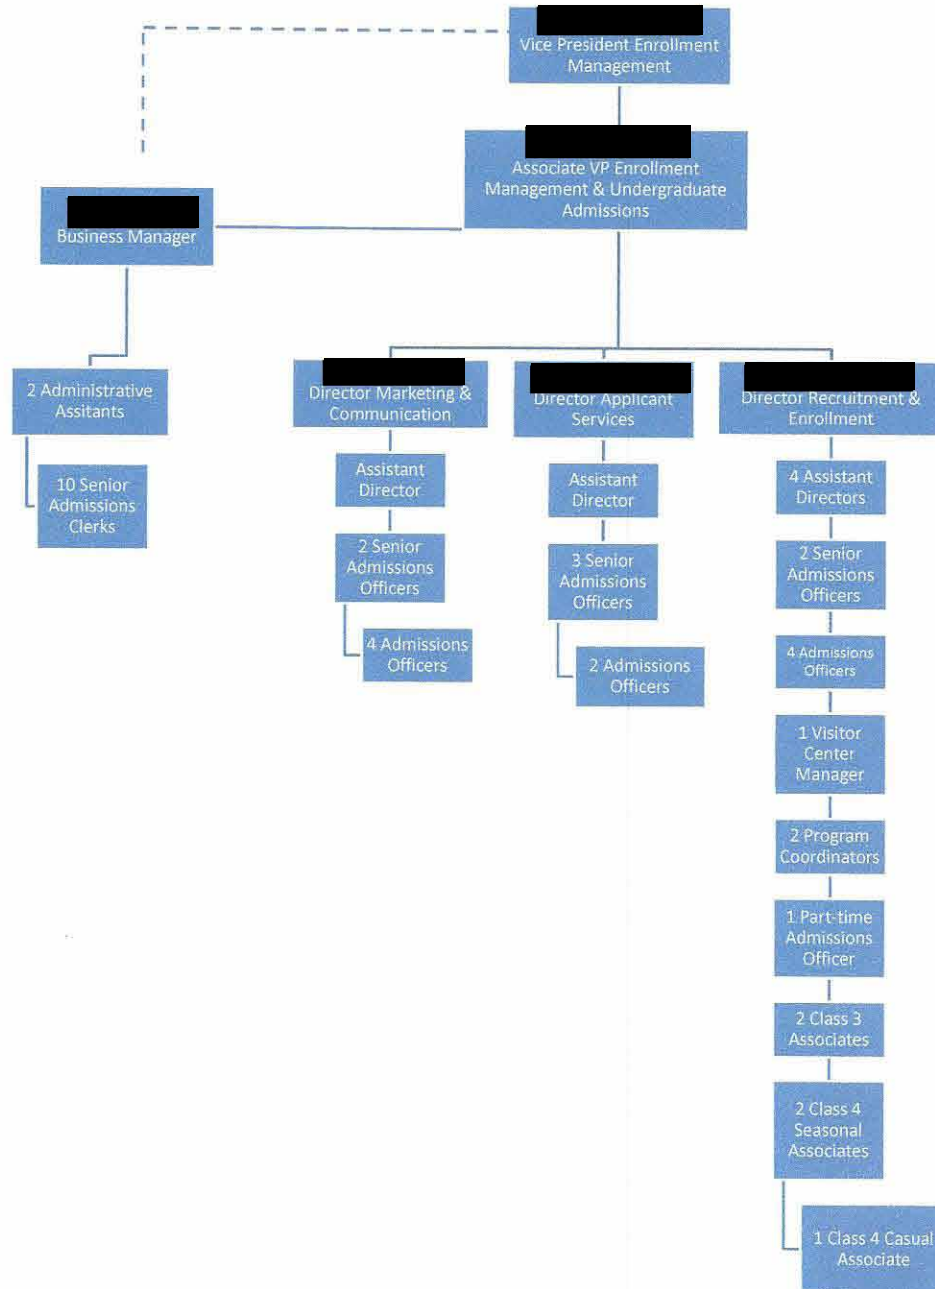 Vice President Enrollment
Management
Associate VP Enrollment
Management & Undergraduate
Admissions
Business Manager
2 Administrative
Assitants
10 Senior
Admissions
Clerks
Director Marketing &
Communication
Assistant
Director
2 Senior
Admissions
Officers
4 Admissions
Officers
Director Applicant
Services
Assistant
Director
3 Senior
Admissions
Officers
2 Admissions
Officers
Director Recruitment &
Enrollment
4 Assistant
Directors
2 Senior
Admissions
Officers
4 Admissions
Officers
1 Visitor
Center
Manager
2 Program
Coordinators
1 Part-time
Admissions
Officer
2 Class 3
Associates
2 Class 4
Seasonal
Associates
1 Class 4 Casual
Associate